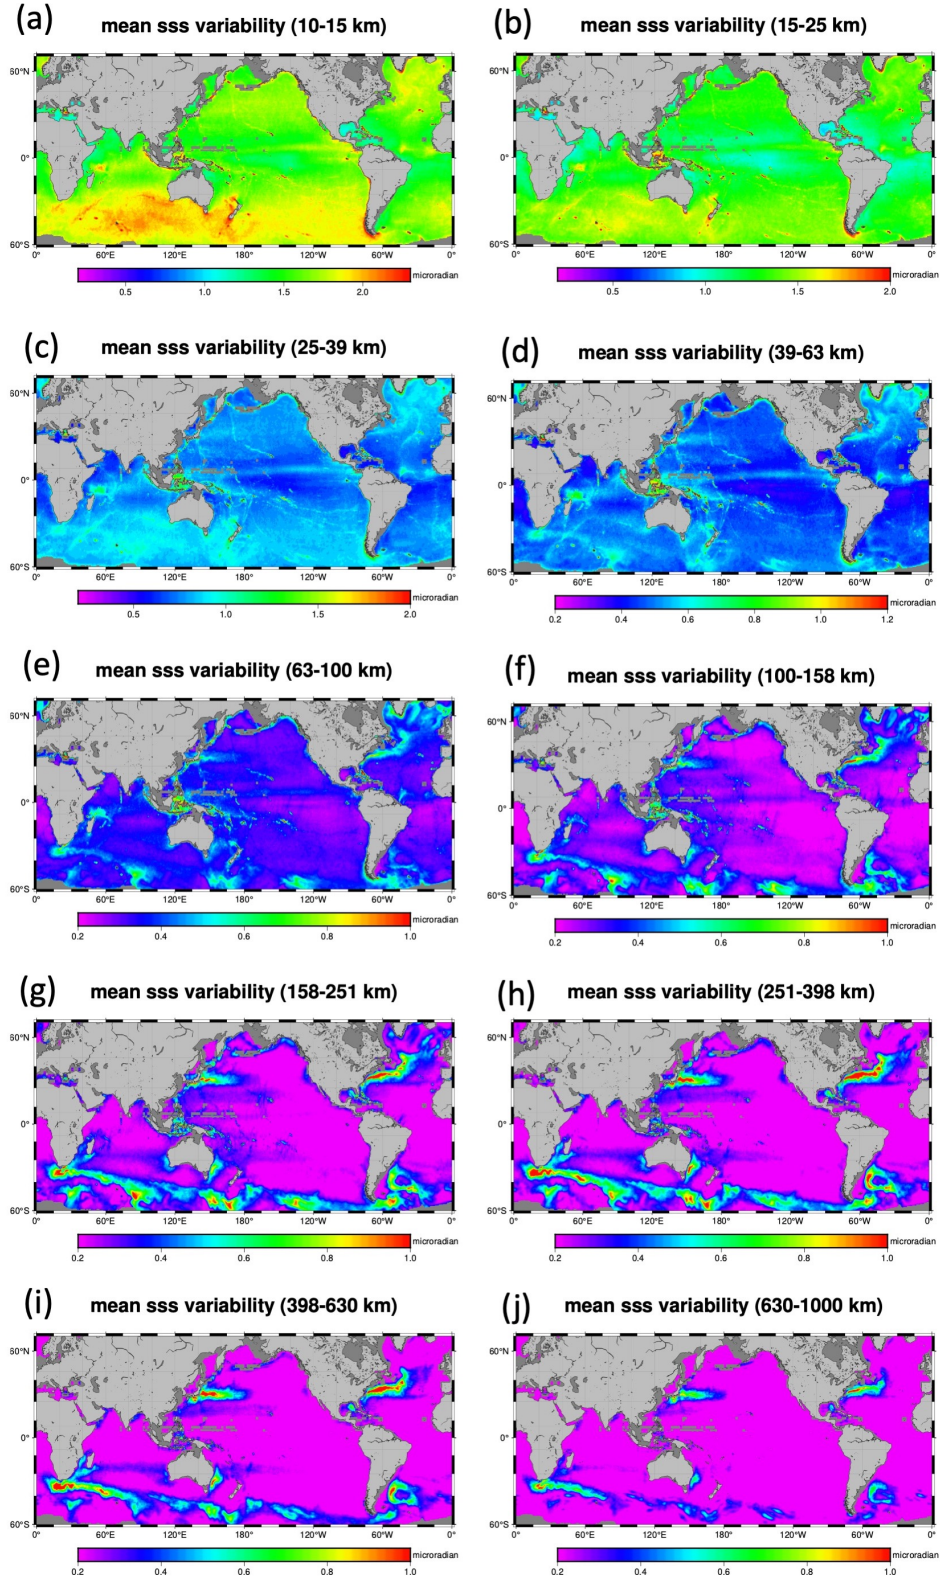 (a) mean sss variability (10-15 km)
60°N
0°
60°S
0° 60°E 120°E 180° 120°W 60°W 0°
microradian
0.5 1.0 1.5 2.0
(b) mean sss variability (15-25 km)
60°N
0°
60°S
0° 60°E 120°E 180° 120°W 60°W 0°
microradian
0.5 1.0 1.5 2.0
(c) mean sss variability (25-39 km)
60°N
0°
60°S
0° 60°E 120°E 180° 120°W 60°W 0°
microradian
0.5 1.0 1.5 2.0
(d) mean sss variability (39-63 km)
60°N
0°
60°S
0° 60°E 120°E 180° 120°W 60°W 0°
microradian
0.2 0.4 0.6 0.8 1.0 1.2
(e) mean sss variability (63-100 km)
60°N
0°
60°S
0° 60°E 120°E 180° 120°W 60°W 0°
microradian
0.2 0.4 0.6 0.8 1.0
(f) mean sss variability (100-158 km)
60°N
0°
60°S
0° 60°E 120°E 180° 120°W 60°W 0°
microradian
0.2 0.4 0.6 0.8 1.0
(g) mean sss variability (158-251 km)
60°N
0°
60°S
0° 60°E 120°E 180° 120°W 60°W 0°
microradian
0.2 0.4 0.6 0.8 1.0
(h) mean sss variability (251-398 km)
60°N
0°
60°S
0° 60°E 120°E 180° 120°W 60°W 0°
microradian
0.2 0.4 0.6 0.8 1.0
(i) mean sss variability (398-630 km)
60°N
0°
60°S
0° 60°E 120°E 180° 120°W 60°W 0°
microradian
0.2 0.4 0.6 0.8 1.0
(j) mean sss variability (630-1000 km)
60°N
0°
60°S
0° 60°E 120°E 180° 120°W 60°W 0°
microradian
0.2 0.4 0.6 0.8 1.0